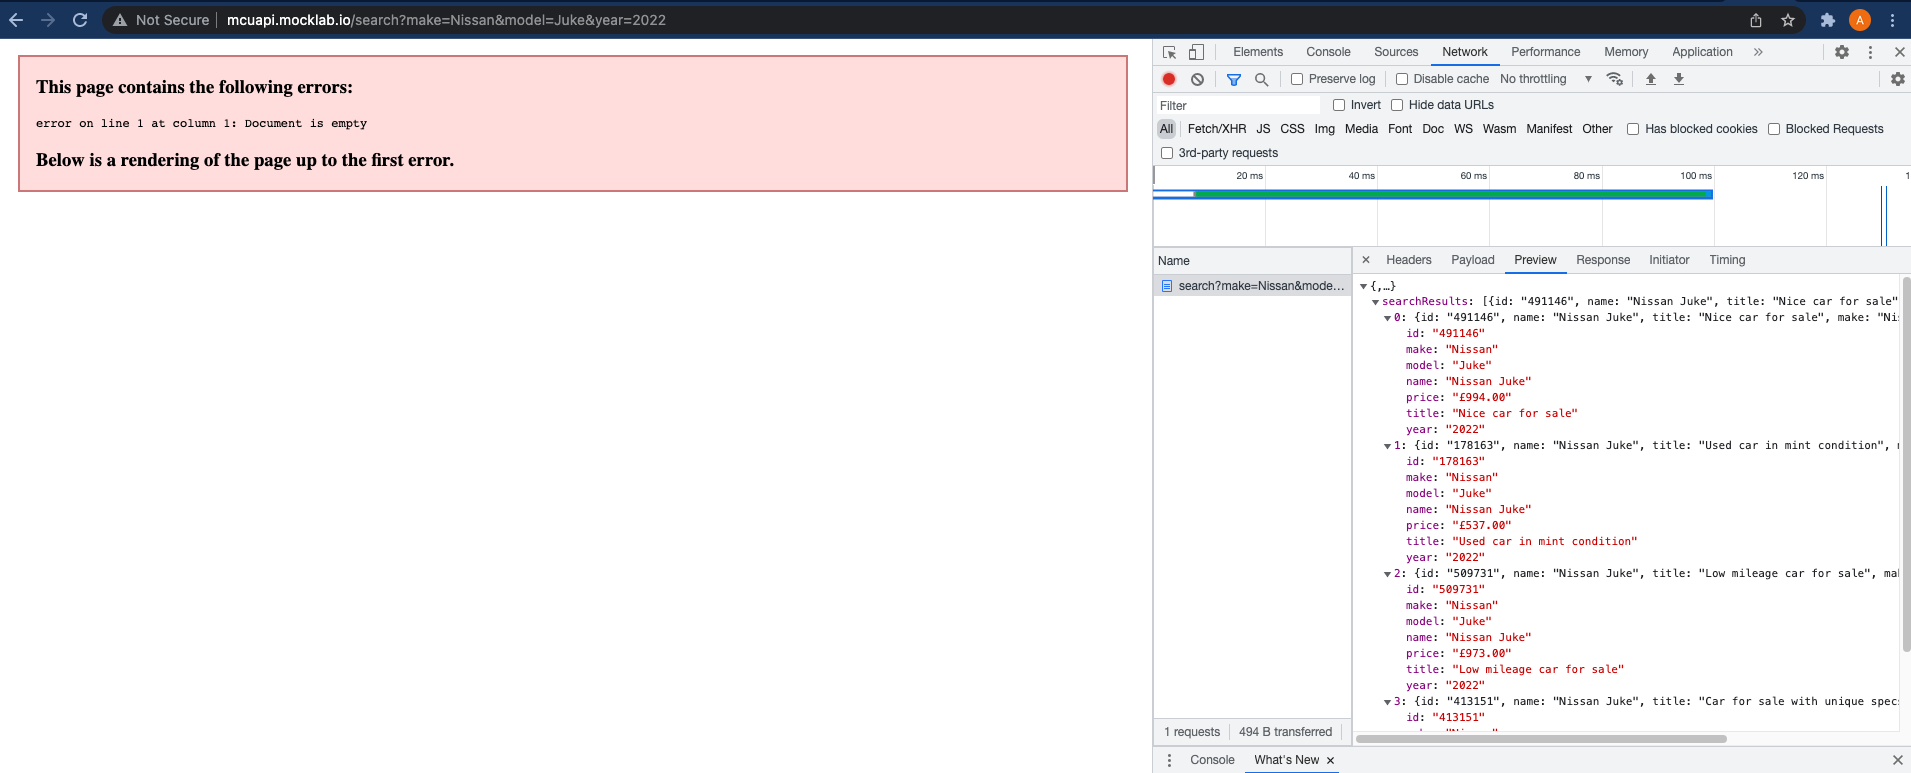 Not Secure mcuapi.mocklab.io/search?make=Nissan&model=Juke&year=2022 A
This page contains the following errors:
error on line 1 at column 1: Document is empty
Below is a rendering of the page up to the first error.
Elements Console Sources Network Performance Memory Application »
Preserve log Disable cache No throttling
Filter Invert Hide data URLs
All Fetch/XHR JS CSS Img Media Font Doc WS Wasm Manifest Other Has blocked cookies Blocked Requests
3rd-party requests
20 ms 40 ms 60 ms 80 ms 100 ms 120 ms 1
Name
search?make=Nissan&mode...
× Headers Payload Preview Response Initiator Timing
{,…}
searchResults: [{id: "491146", name: "Nissan Juke", title: "Nice car for sale"
0: {id: "491146", name: "Nissan Juke", title: "Nice car for sale", make: "Nis
id: "491146"
make: "Nissan"
model: "Juke"
name: "Nissan Juke"
price: "£994.00"
title: "Nice car for sale"
year: "2022"
1: {id: "178163", name: "Nissan Juke", title: "Used car in mint condition",
id: "178163"
make: "Nissan"
model: "Juke"
name: "Nissan Juke"
price: "£537.00"
title: "Used car in mint condition"
year: "2022"
2: {id: "509731", name: "Nissan Juke", title: "Low mileage car for sale", mak
id: "509731"
make: "Nissan"
model: "Juke"
name: "Nissan Juke"
price: "£973.00"
title: "Low mileage car for sale"
year: "2022"
3: {id: "413151", name: "Nissan Juke", title: "Car for sale with unique specs
id: "413151"
1 requests 494 B transferred
Console What's New ×